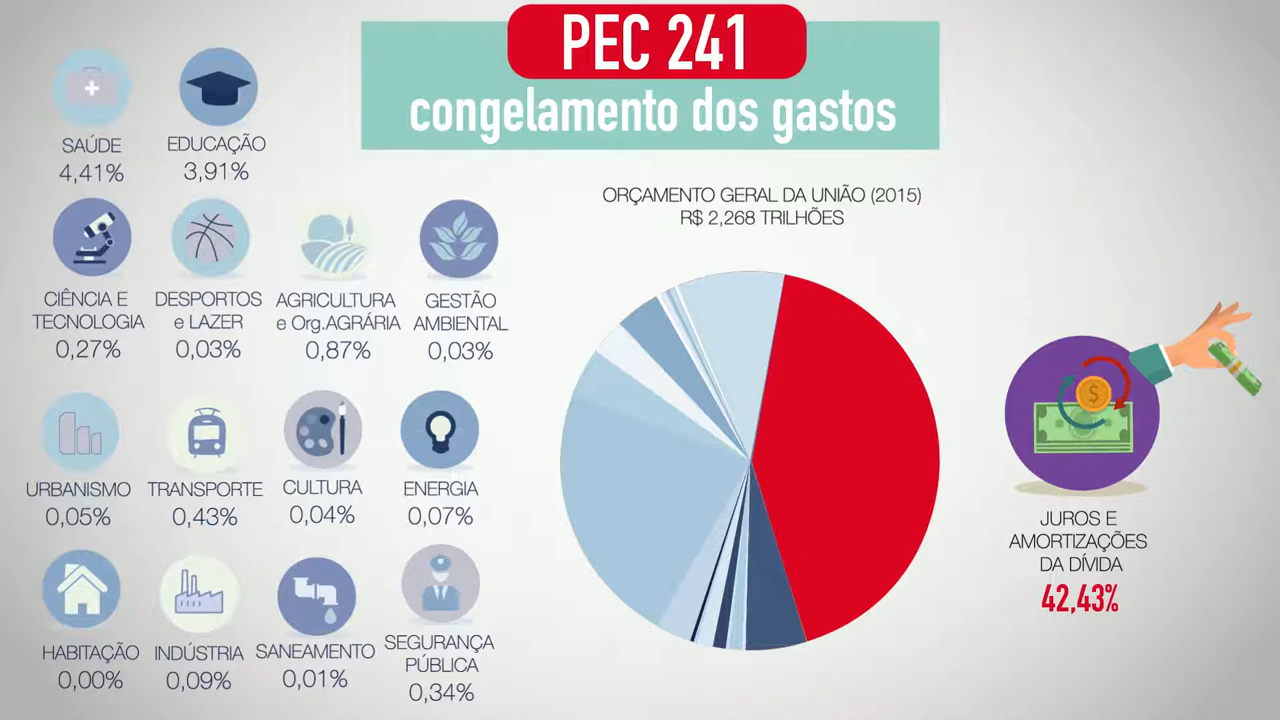 PEC 241
congelamento dos gastos
SAÚDE
4,41%
EDUCAÇÃO
3,91%
ORÇAMENTO GERAL DA UNIÃO (2015)
R$ 2,268 TRILHÕES
CIÊNCIA E
TECNOLOGIA
0,27%
DESPORTOS
e LAZER
0,03%
AGRICULTURA
e Org.AGRÁRIA
0,87%
GESTÃO
AMBIENTAL
0,03%
URBANISMO
0,05%
TRANSPORTE
0,43%
CULTURA
0,04%
ENERGIA
0,07%
$
JUROS E
AMORTIZAÇÕES
DA DÍVIDA
42,43%
HABITAÇÃO
0,00%
INDÚSTRIA
0,09%
SANEAMENTO
0,01%
SEGURANÇA
PÚBLICA
0,34%